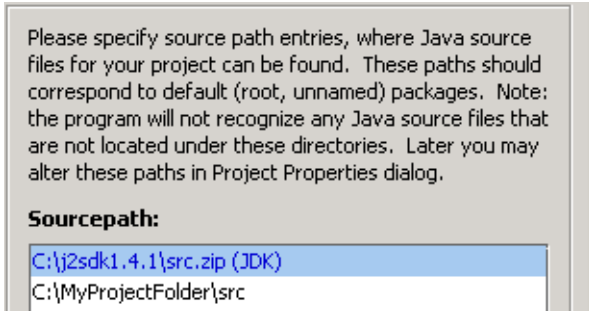 Please specify source path entries, where Java source
files for your project can be found.  These paths should
correspond to default (root, unnamed) packages.  Note:
the program will not recognize any Java source files that
are not located under these directories.  Later you may
alter these paths in Project Properties dialog.
Sourcepath:
C:\j2sdk1.4.1\src.zip (JDK)
C:\MyProjectFolder\src